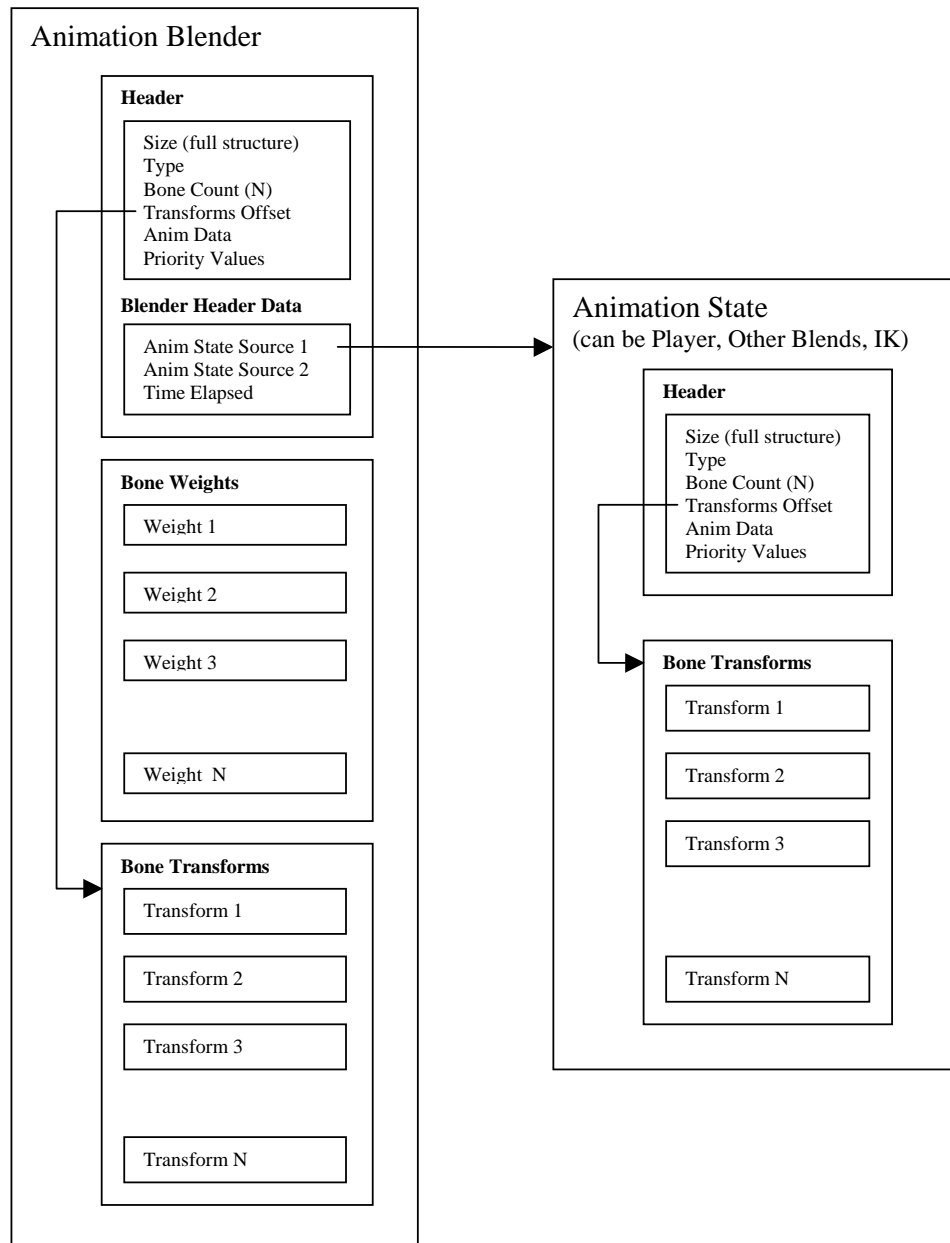 Animation Blender
Header
Size (full structure)
Type
Bone Count (N)
Transforms Offset
Anim Data
Priority Values
Blender Header Data
Anim State Source 1
Anim State Source 2
Time Elapsed
Bone Weights
Weight 1
Weight 2
Weight 3
Weight N
Bone Transforms
Transform 1
Transform 2
Transform 3
Transform N
Animation State
(can be Player, Other Blends, IK)
Header
Size (full structure)
Type
Bone Count (N)
Transforms Offset
Anim Data
Priority Values
Bone Transforms
Transform 1
Transform 2
Transform 3
Transform N